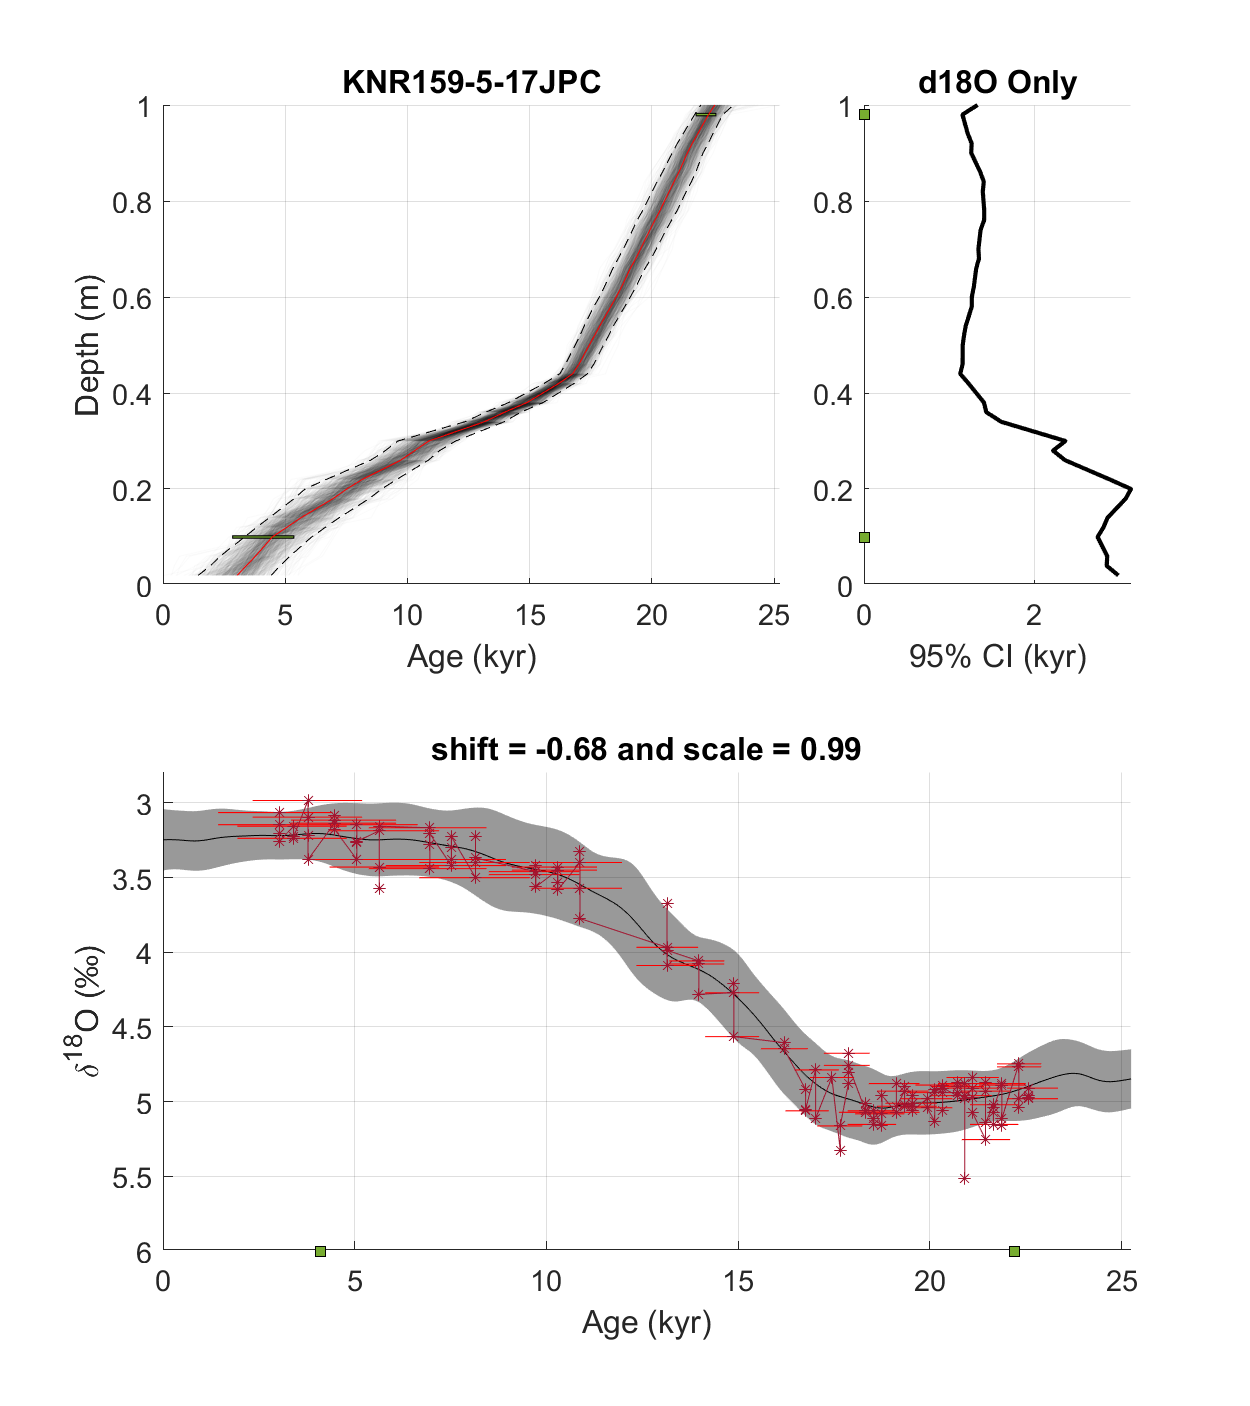 KNR159-5-17JPC
1
0.8
0.6
0.4
0.2
0
Depth (m)
0 5 10 15 20 25
Age (kyr)
d18O Only
1
0.8
0.6
0.4
0.2
0
0 2
95% CI (kyr)
shift = -0.68 and scale = 0.99
3
3.5
4
4.5
5
5.5
6
δ18O (‰)
0 5 10 15 20 25
Age (kyr)